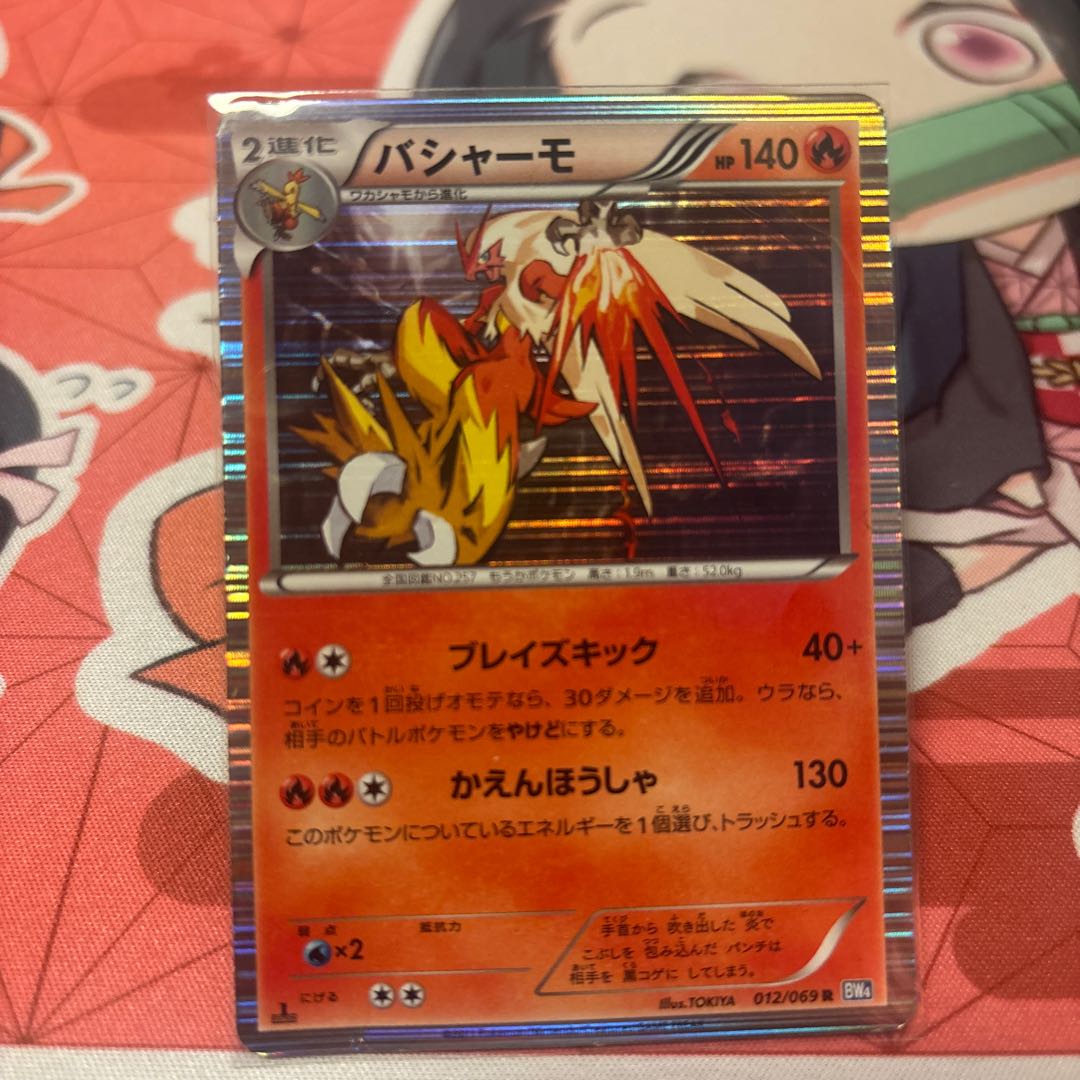 2進化 バシャーモ HP 140
ワカシャモから進化
全国図鑑NO.257 もうかポケモン 高さ:1.9m 重さ:52.0kg
ブレイズキック 40+
コインを1回投げオモテなら、30ダメージを追加。ウラなら、
相手のバトルポケモンをやけどにする。
かえんほうしゃ 130
このポケモンについているエネルギーを1個選び、トラッシュする。
弱点 抵抗力
×2
手首から 吹き出した 炎で
こぶしを 包み込んだ パンチは
相手を 黒コゲに してしまう。
にげる
1 Illus.TOKIYA 012/069 R BW4